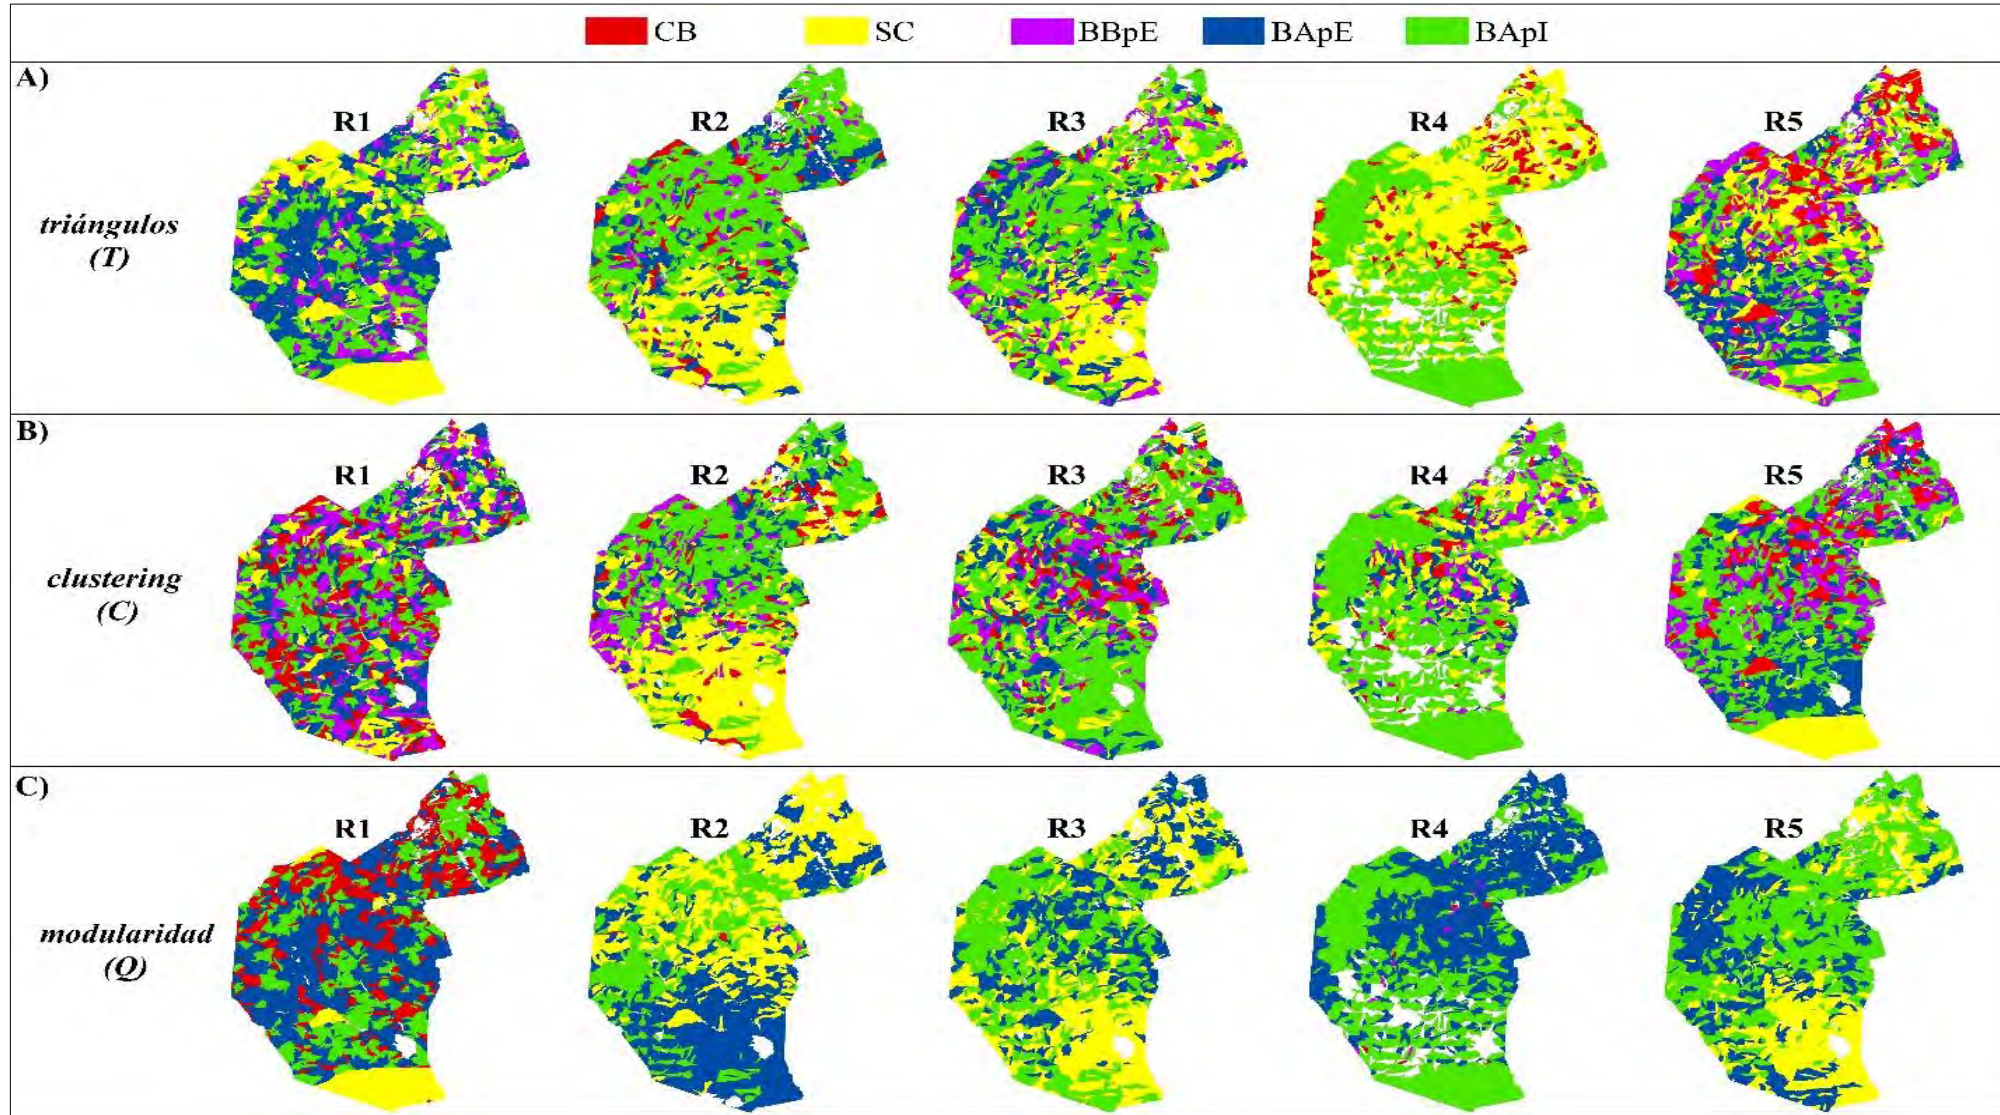 CB SC BBpE BApE BApI
A)
R1 R2 R3 R4 R5
triángulos
(T)
B)
R1 R2 R3 R4 R5
clustering
(C)
C)
R1 R2 R3 R4 R5
modularidad
(Q)